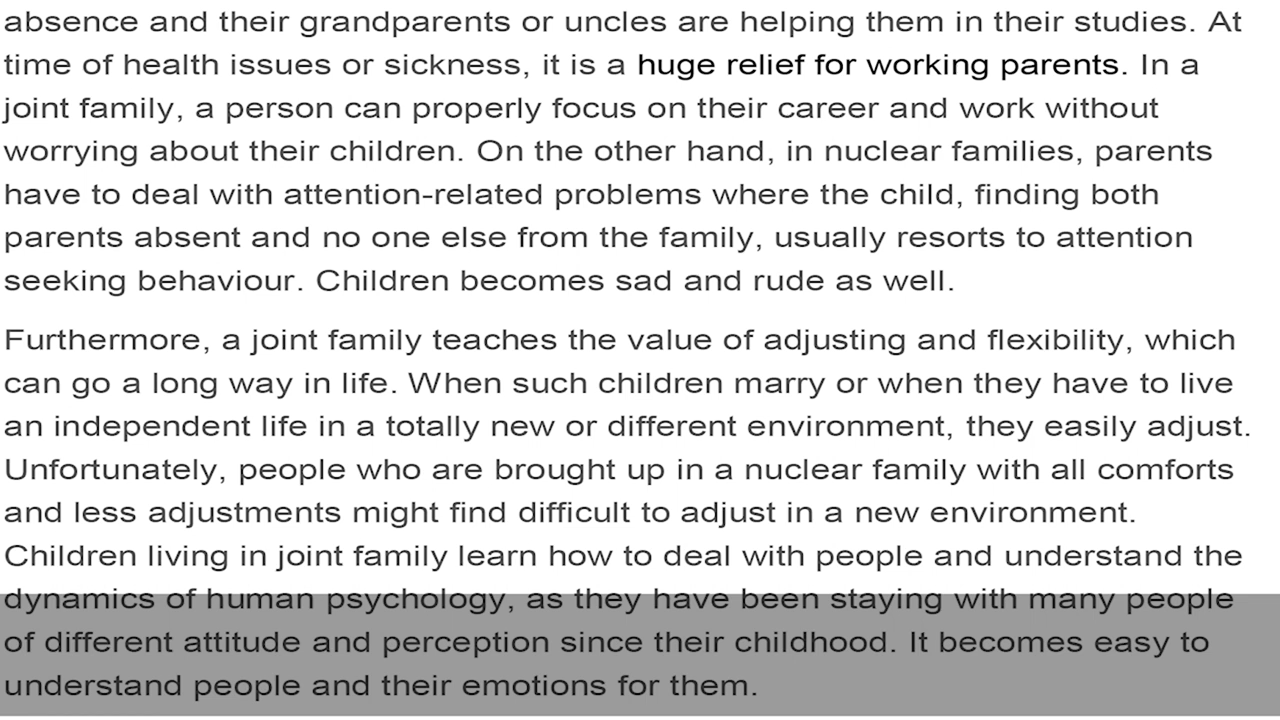 absence and their grandparents or uncles are helping them in their studies. At
time of health issues or sickness, it is a huge relief for working parents. In a
joint family, a person can properly focus on their career and work without
worrying about their children. On the other hand, in nuclear families, parents
have to deal with attention-related problems where the child, finding both
parents absent and no one else from the family, usually resorts to attention
seeking behaviour. Children becomes sad and rude as well.
Furthermore, a joint family teaches the value of adjusting and flexibility, which
can go a long way in life. When such children marry or when they have to live
an independent life in a totally new or different environment, they easily adjust.
Unfortunately, people who are brought up in a nuclear family with all comforts
and less adjustments might find difficult to adjust in a new environment.
Children living in joint family learn how to deal with people and understand the
dynamics of human psychology, as they have been staying with many people
of different attitude and perception since their childhood. It becomes easy to
understand people and their emotions for them.